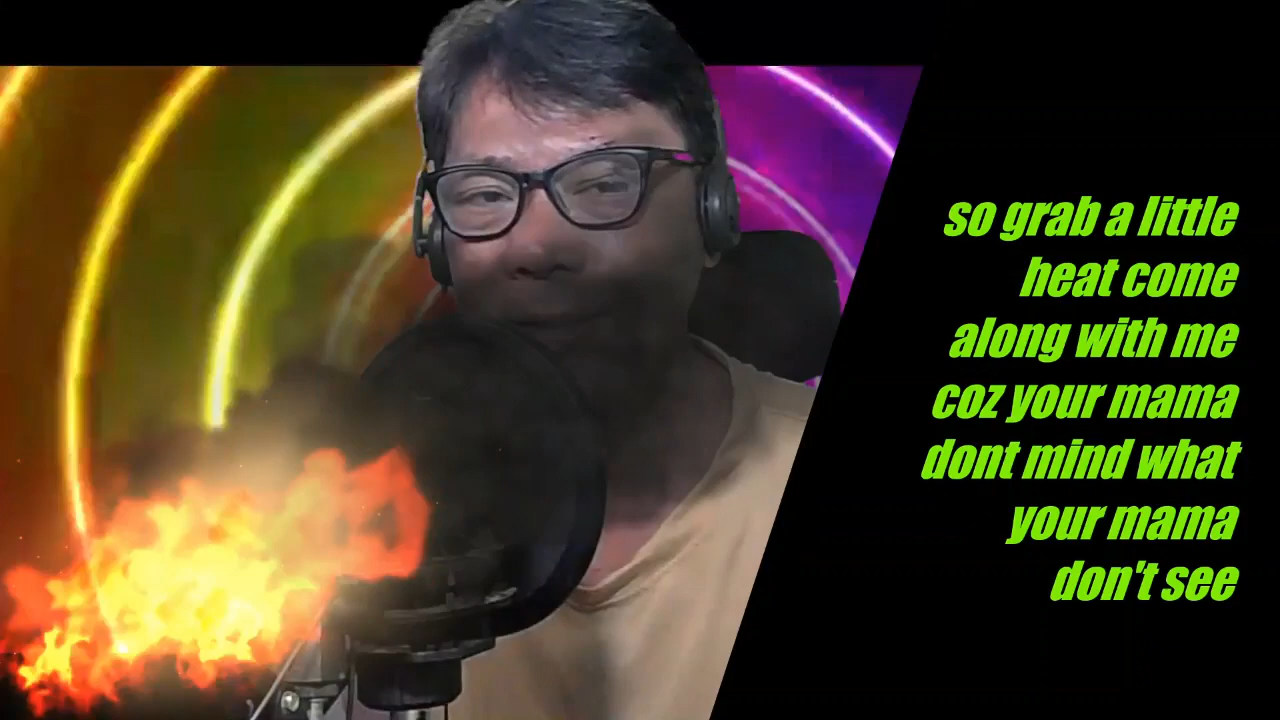 so grab a little
heat come
along with me
coz your mama
dont mind what
your mama
don't see